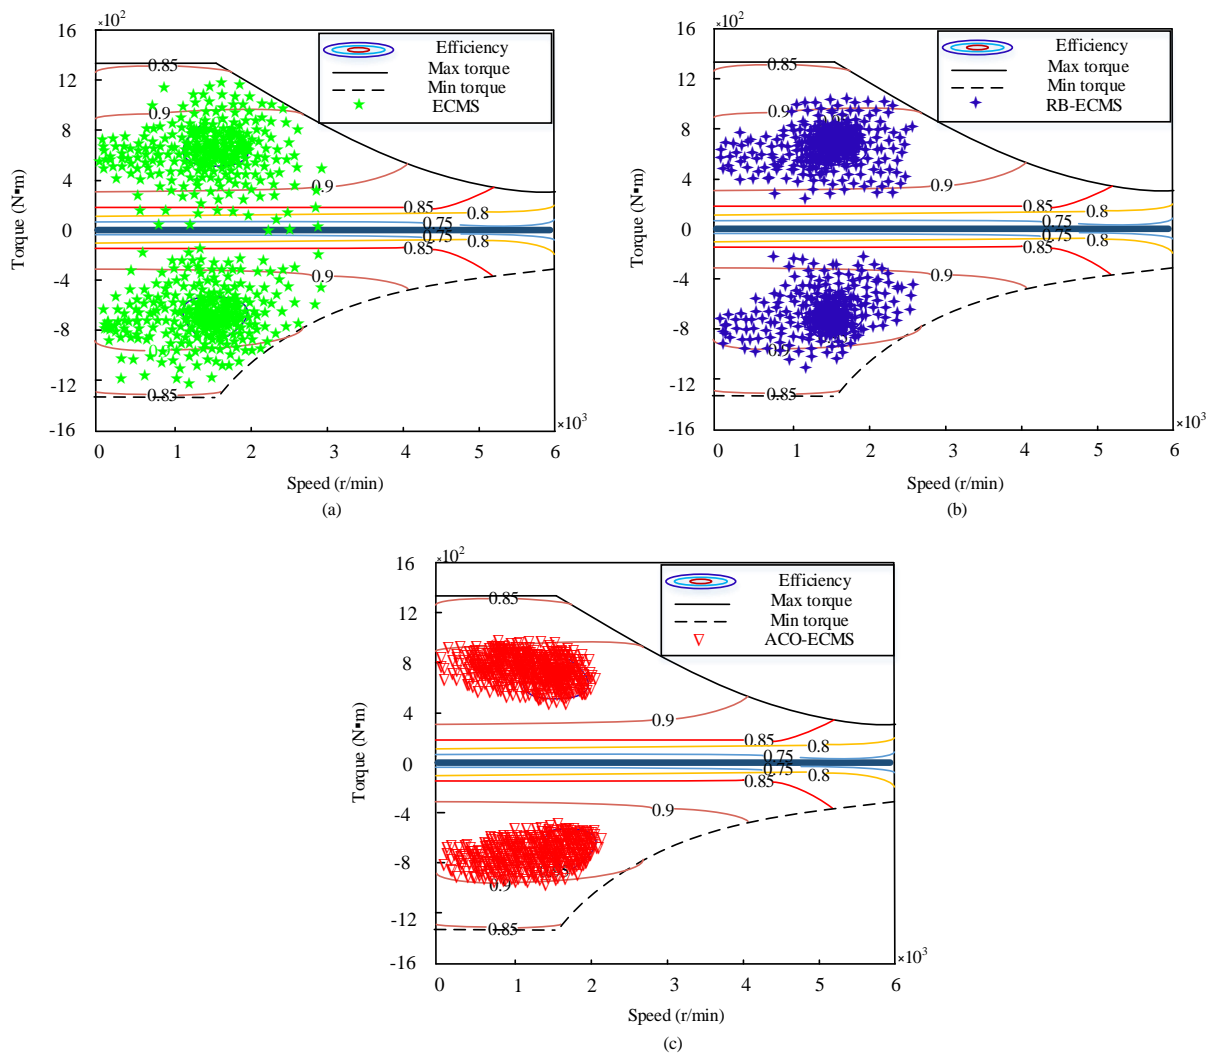 ×10²
16
12
8
4
0
-4
-8
-12
-16
Torque (N▪m)
Efficiency
Max torque
Min torque
ECMS
0.85
0.9
0.9
0.85
0.8
0.75
0.75
0.8
0.85
0.9
0.85
×10³
0 1 2 3 4 5 6
Speed (r/min)
(a)
×10²
16
12
8
4
0
-4
-8
-12
-16
Torque (N▪m)
Efficiency
Max torque
Min torque
RB-ECMS
0.85
0.9
0.9
0.85
0.8
0.75
0.75
0.8
0.85
0.9
0.9
0.85
×10³
0 1 2 3 4 5 6
Speed (r/min)
(b)
×10²
16
12
8
4
0
-4
-8
-12
-16
Torque (N▪m)
Efficiency
Max torque
Min torque
ACO-ECMS
0.85
0.9
0.85
0.8
0.75
0.75
0.8
0.85
0.9
0.9
0.85
×10³
0 1 2 3 4 5 6
Speed (r/min)
(c)